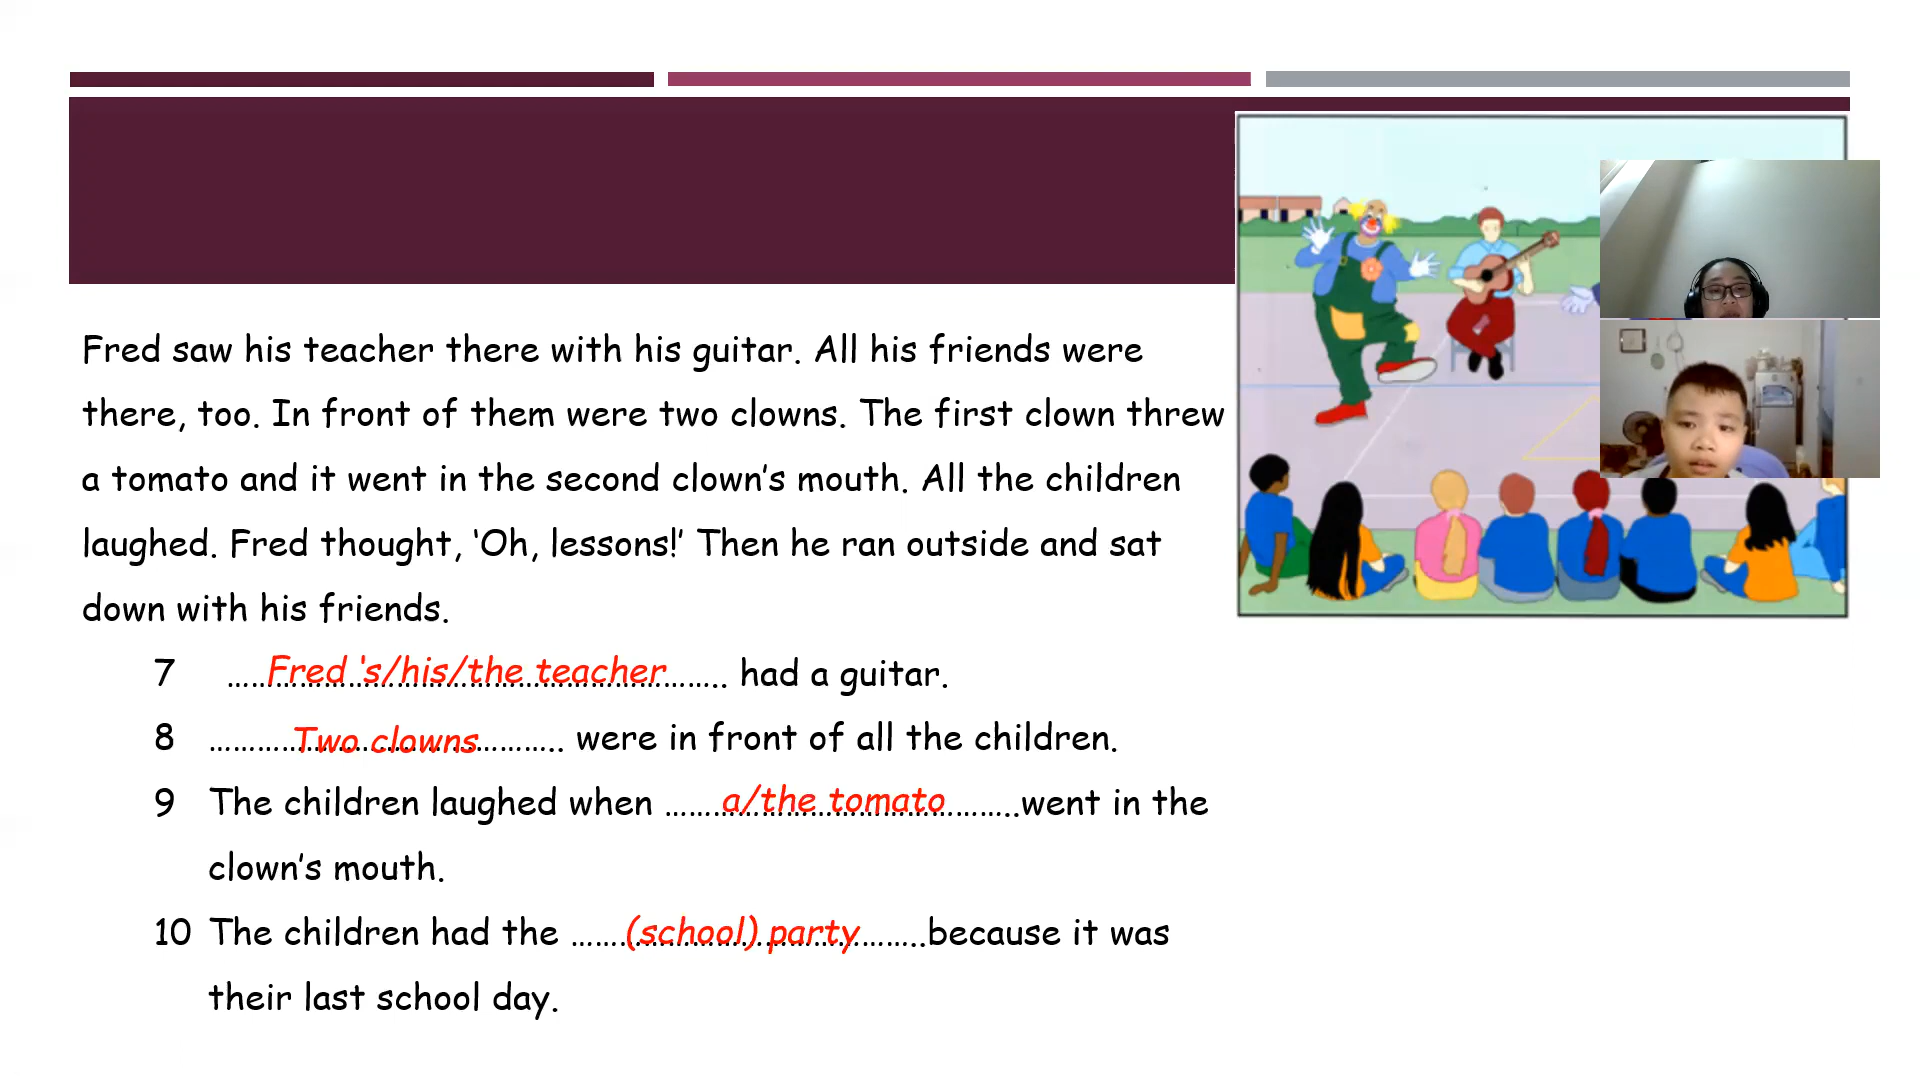 Fred saw his teacher there with his guitar. All his friends were
there, too. In front of them were two clowns. The first clown threw
a tomato and it went in the second clown’s mouth. All the children
laughed. Fred thought, ‘Oh, lessons!’ Then he ran outside and sat
down with his friends.
7 ……Fred ‘s/his/the teacher…….. had a guitar.
8 ………Two clowns……….. were in front of all the children.
9 The children laughed when ……a/the tomato……..went in the
clown’s mouth.
10 The children had the ……(school) party……..because it was
their last school day.